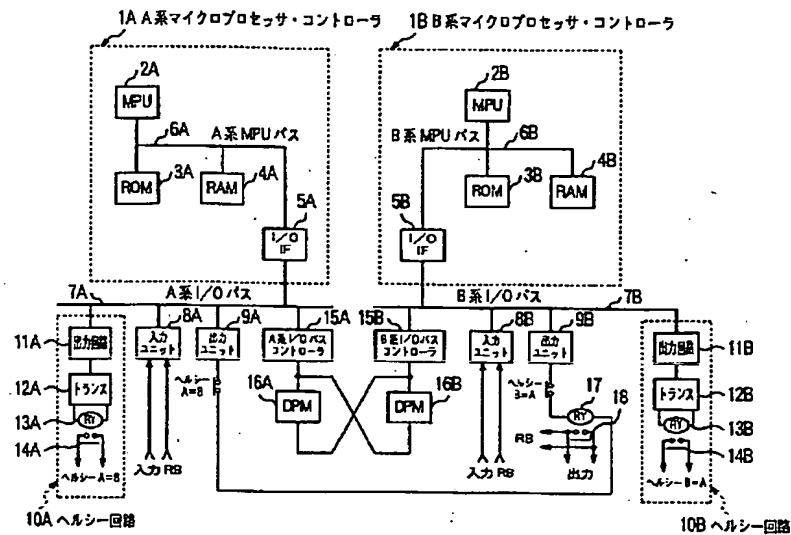 1A A系マイクロプロセッサ・コントローラ
1B B系マイクロプロセッサ・コントローラ
2A
MPU
2B
MPU
6A
A系MPUバス
B系MPUバス
6B
ROM
3A
RAM
4A
ROM
3B
RAM
4B
5A
I/O
IF
5B
I/O
IF
7A
A系I/Oバス
B系I/Oバス
7B
11A
出力回路
8A
入力
ユニット
9A
出力
ユニット
15A
A系I/Oバス
コントローラ
15B
B系I/Oバス
コントローラ
8B
入力
ユニット
9B
出力
ユニット
出力回路
11B
12A
トランス
ヘルシー
A=B
16A
DPM
16B
DPM
ヘルシー
B=A
17
RY
18
トランス
12B
13A
RY
RY
13B
14A
14B
RB
ヘルシーA=B
入力
RB
入力
RB
出力
ヘルシーB=A
10A ヘルシー回路
10B ヘルシー回路